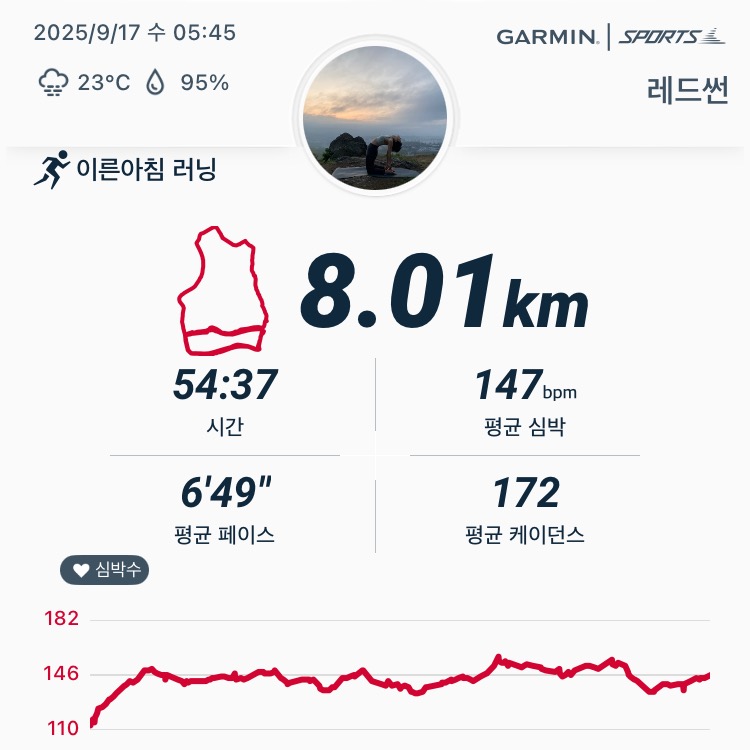 2025/9/17 수 05:45
GARMIN. | SPORTS
23°C 95%
레드썬
이른아침 러닝
8.01km
54:37
시간
147bpm
평균 심박
6'49"
평균 페이스
172
평균 케이던스
심박수
182
146
110